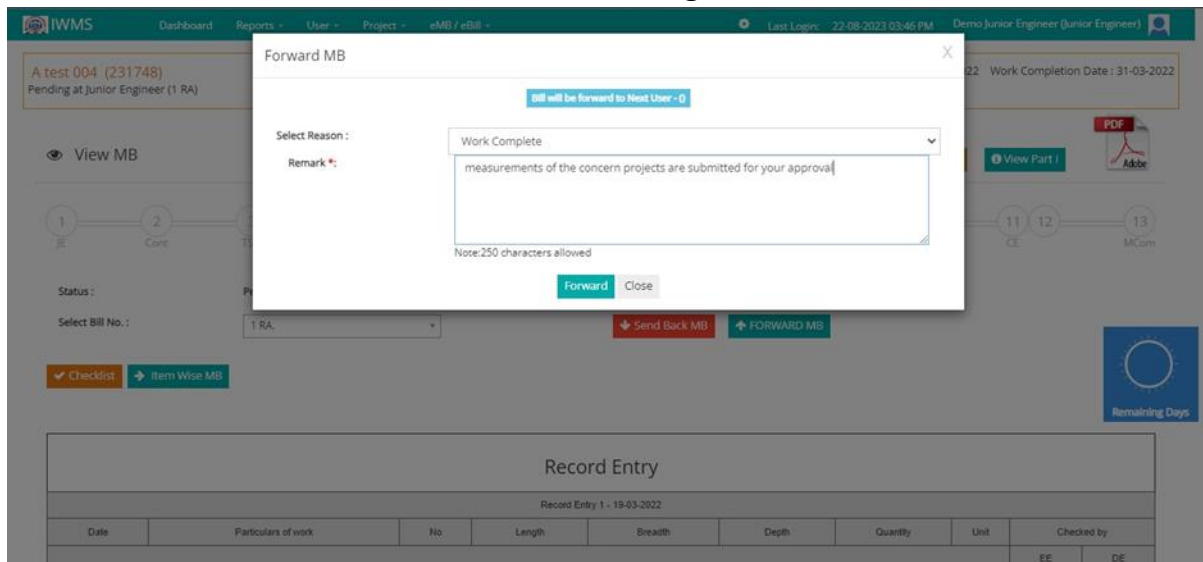 IWMS Dashboard Reports User Project eMB / eBill Last Login: 22-08-2023 03:46 PM Demo Junior Engineer (Junior Engineer)
Forward MB X
A test 004 (231748)
22 Work Completion Date : 31-03-2022
Pending at Junior Engineer (1 RA)
Bill will be forward to Next User - ()
Select Reason : Work Complete
Remark *: measurements of the concern projects are submitted for your approval
View MB
View Part I
PDF
Adobe
1 2 11 12 13
JE Cont TS CE MCom
Note:250 characters allowed
Forward Close
Status : Pe
Select Bill No. : 1 RA. Send Back MB FORWARD MB
Checklist Item Wise MB
Remaining Days
Record Entry
Record Entry 1 - 19-03-2022
Date Particulars of work No Length Breadth Depth Quantity Unit Checked by
EE DE